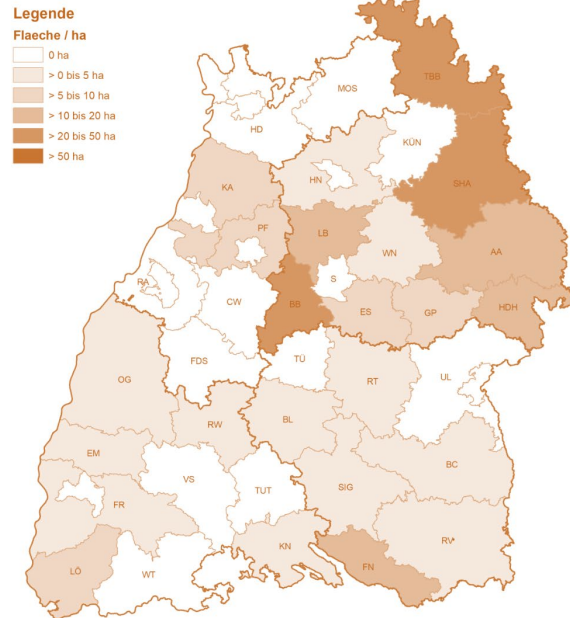 Legende
Flaeche / ha
0 ha
> 0 bis 5 ha
> 5 bis 10 ha
> 10 bis 20 ha
> 20 bis 50 ha
> 50 ha
TBB
MOS
HD
KÜN
HN
SHA
KA
PF
LB
WN
AA
RA
CW
S
BB
ES
GP
HDH
FDS
TÜ
UL
OG
RT
RW
BL
EM
BC
VS
SIG
TUT
FR
KN
RV
LÖ
WT
FN